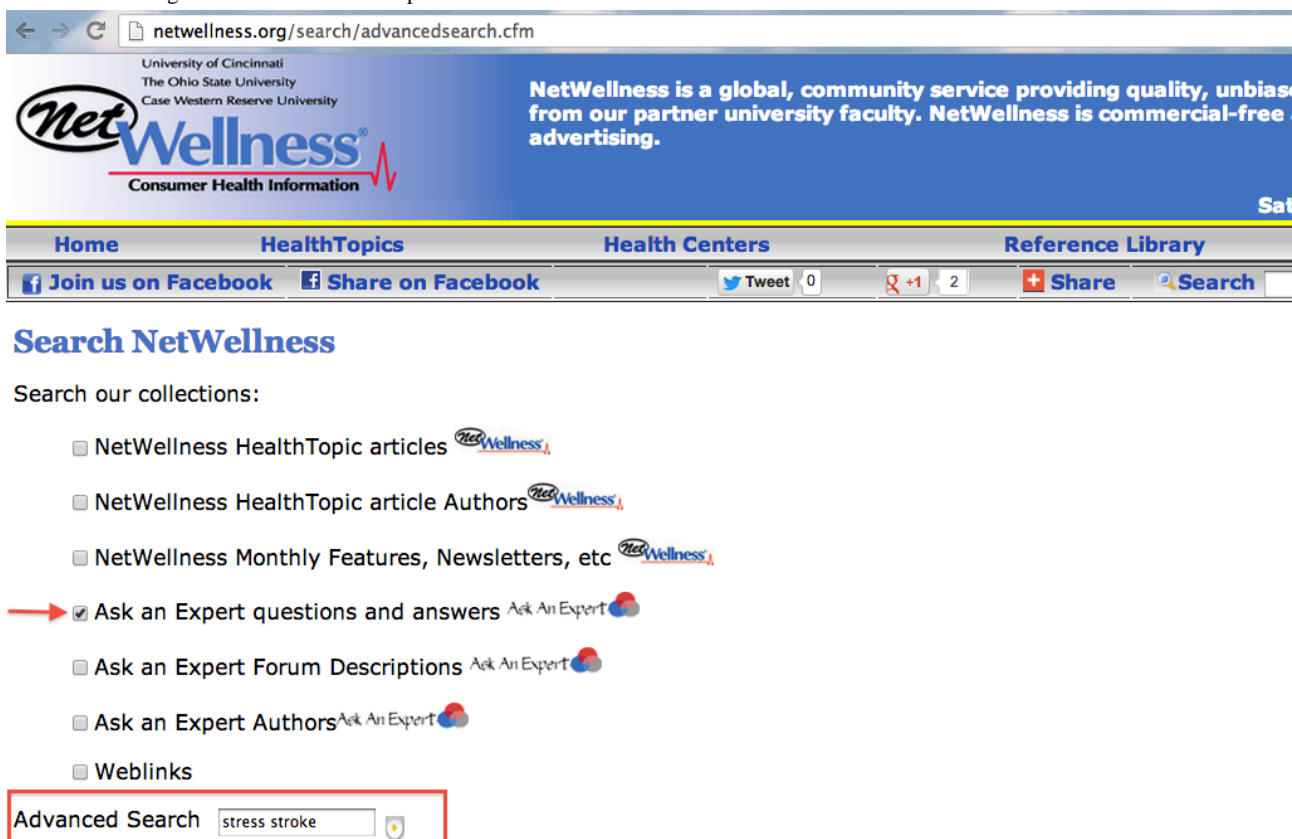 netwellness.org/search/advancedsearch.cfm
University of Cincinnati
The Ohio State University
Case Western Reserve University
Net Wellness®
Consumer Health Information
NetWellness is a global, community service providing quality, unbiase
from our partner university faculty. NetWellness is commercial-free
advertising.
Sat
Home HealthTopics Health Centers Reference Library
Join us on Facebook Share on Facebook Tweet 0 +1 2 Share Search
Search NetWellness
Search our collections:
NetWellness HealthTopic articles NetWellness
NetWellness HealthTopic article Authors NetWellness
NetWellness Monthly Features, Newsletters, etc NetWellness
Ask an Expert questions and answers Ask An Expert
Ask an Expert Forum Descriptions Ask An Expert
Ask an Expert Authors Ask An Expert
Weblinks
Advanced Search stress stroke